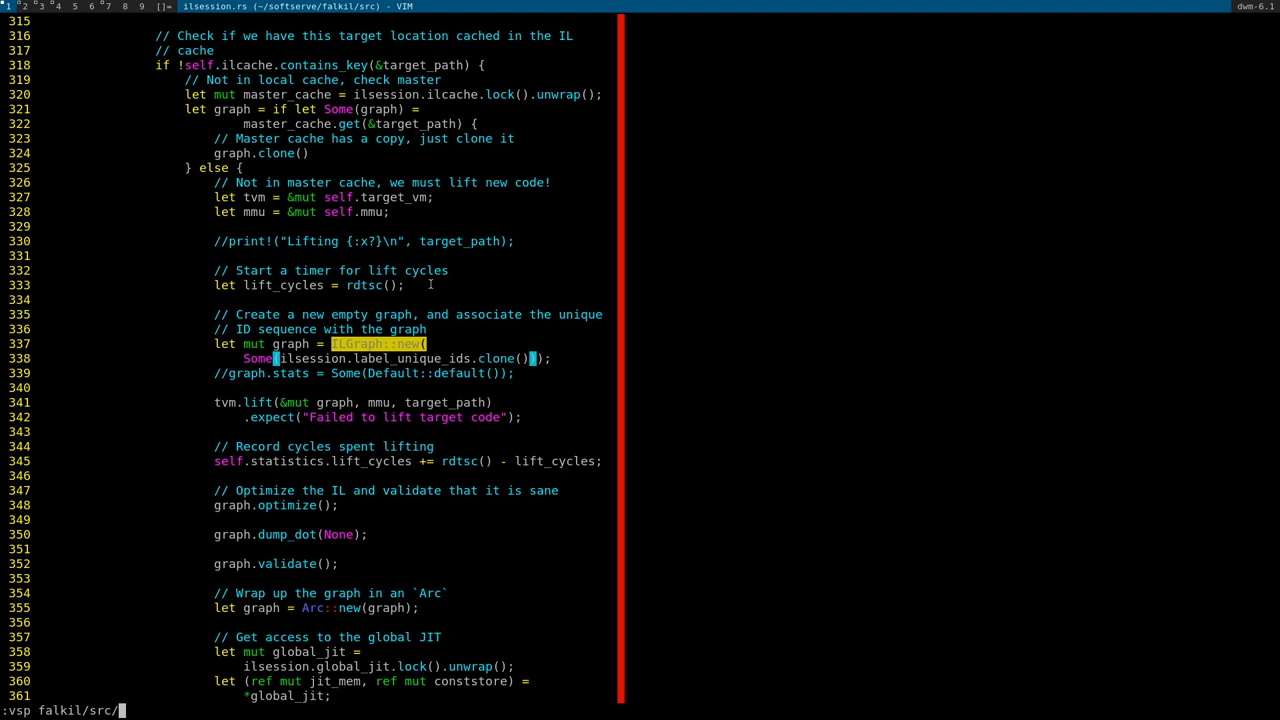 1 2 3 4 5 6 7 8 9 []= ilsession.rs (~/softserve/falkil/src) - VIM dwm-6.1
315
316 // Check if we have this target location cached in the IL
317 // cache
318 if !self.ilcache.contains_key(&target_path) {
319 // Not in local cache, check master
320 let mut master_cache = ilsession.ilcache.lock().unwrap();
321 let graph = if let Some(graph) =
322 master_cache.get(&target_path) {
323 // Master cache has a copy, just clone it
324 graph.clone()
325 } else {
326 // Not in master cache, we must lift new code!
327 let tvm = &mut self.target_vm;
328 let mmu = &mut self.mmu;
329
330 //print!("Lifting {:x?}\n", target_path);
331
332 // Start a timer for lift cycles
333 let lift_cycles = rdtsc();
334
335 // Create a new empty graph, and associate the unique
336 // ID sequence with the graph
337 let mut graph = ILGraph::new(
338 Some(ilsession.label_unique_ids.clone()));
339 //graph.stats = Some(Default::default());
340
341 tvm.lift(&mut graph, mmu, target_path)
342 .expect("Failed to lift target code");
343
344 // Record cycles spent lifting
345 self.statistics.lift_cycles += rdtsc() - lift_cycles;
346
347 // Optimize the IL and validate that it is sane
348 graph.optimize();
349
350 graph.dump_dot(None);
351
352 graph.validate();
353
354 // Wrap up the graph in an `Arc`
355 let graph = Arc::new(graph);
356
357 // Get access to the global JIT
358 let mut global_jit =
359 ilsession.global_jit.lock().unwrap();
360 let (ref mut jit_mem, ref mut conststore) =
361 *global_jit;
:vsp falkil/src/